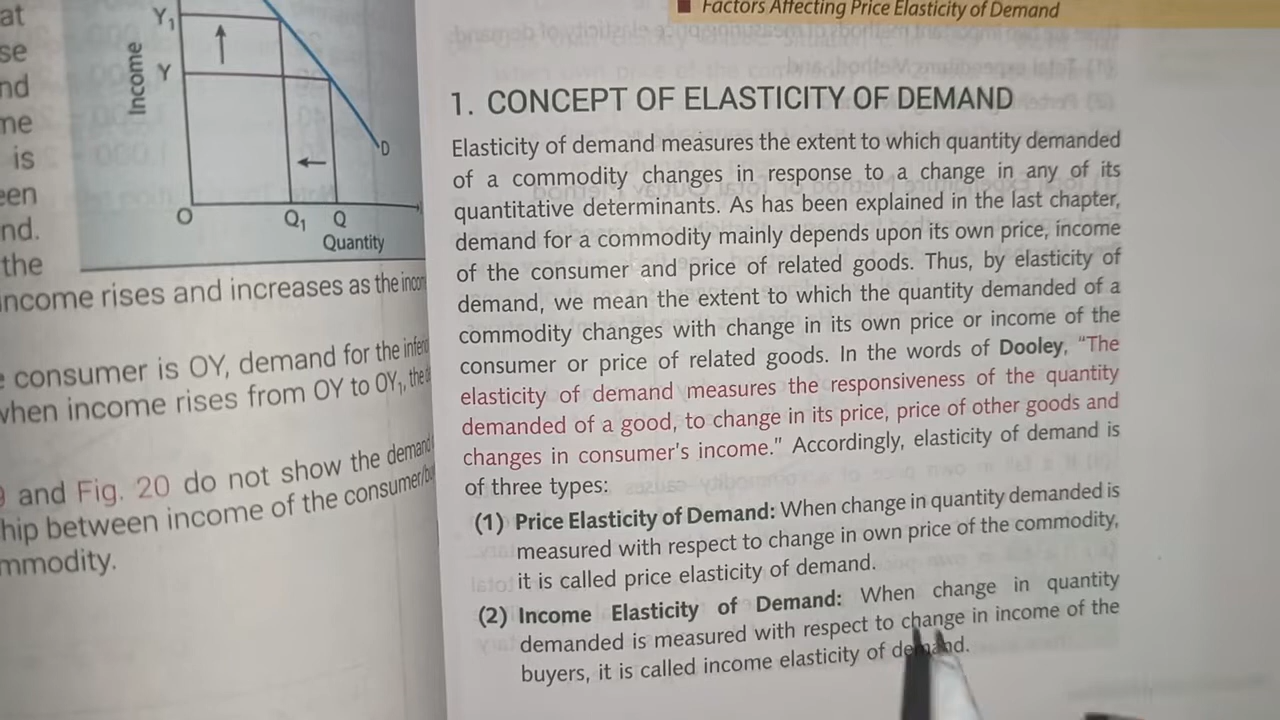 at
se
nd
me
is
een
nd.
the
Income
Y1
Y
D
O
Q1 Q
Quantity
income rises and increases as the
consumer is OY, demand for the
when income rises from OY to OY1, the
and Fig. 20 do not show the demand
hip between income of the
mmodity.
Factors Affecting Price Elasticity of Demand
1. CONCEPT OF ELASTICITY OF DEMAND
Elasticity of demand measures the extent to which quantity demanded
of a commodity changes in response to a change in any of its
quantitative determinants. As has been explained in the last chapter,
demand for a commodity mainly depends upon its own price, income
of the consumer and price of related goods. Thus, by elasticity of
demand, we mean the extent to which the quantity demanded of a
commodity changes with change in its own price or income of the
consumer or price of related goods. In the words of Dooley, "The
elasticity of demand measures the responsiveness of the quantity
demanded of a good, to change in its price, price of other goods and
changes in consumer's income." Accordingly, elasticity of demand is
of three types:
(1) Price Elasticity of Demand: When change in quantity demanded is
measured with respect to change in own price of the commodity,
it is called price elasticity of demand.
(2) Income Elasticity of Demand: When change in quantity
demanded is measured with respect to change in income of the
buyers, it is called income elasticity of demand.